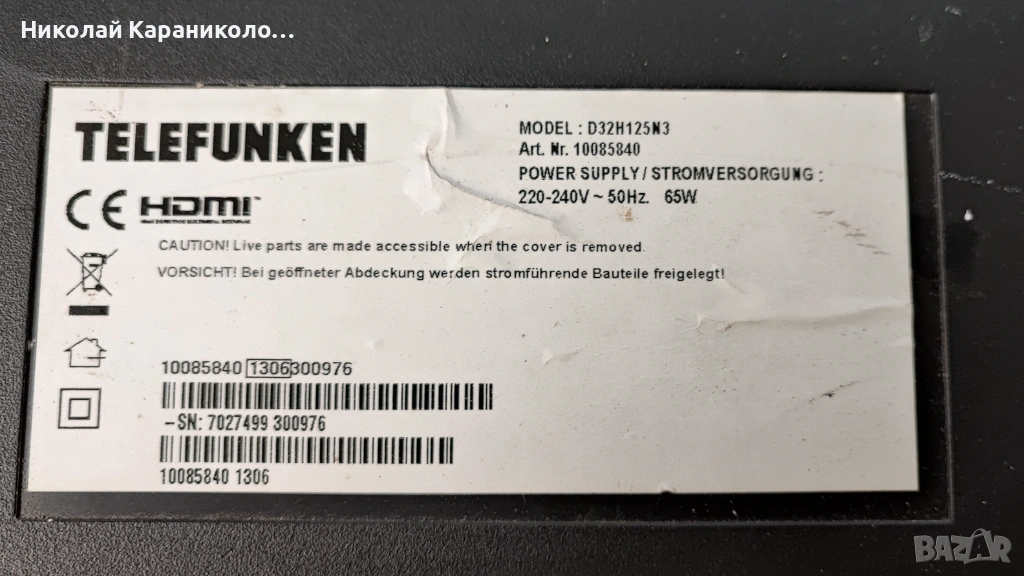 Николай Караниколо...
TELEFUNKEN
MODEL : D32H125N3
Art. Nr. 10085840
POWER SUPPLY / STROMVERSORGUNG :
220-240V ~ 50Hz. 65W
CE HDMI
CAUTION! Live parts are made accessible when the cover is removed.
VORSICHT! Bei geöffneter Abdeckung werden stromführende Bauteile freigelegt!
10085840 1306300976
-SN: 7027499 300976
10085840 1306
BAZAR